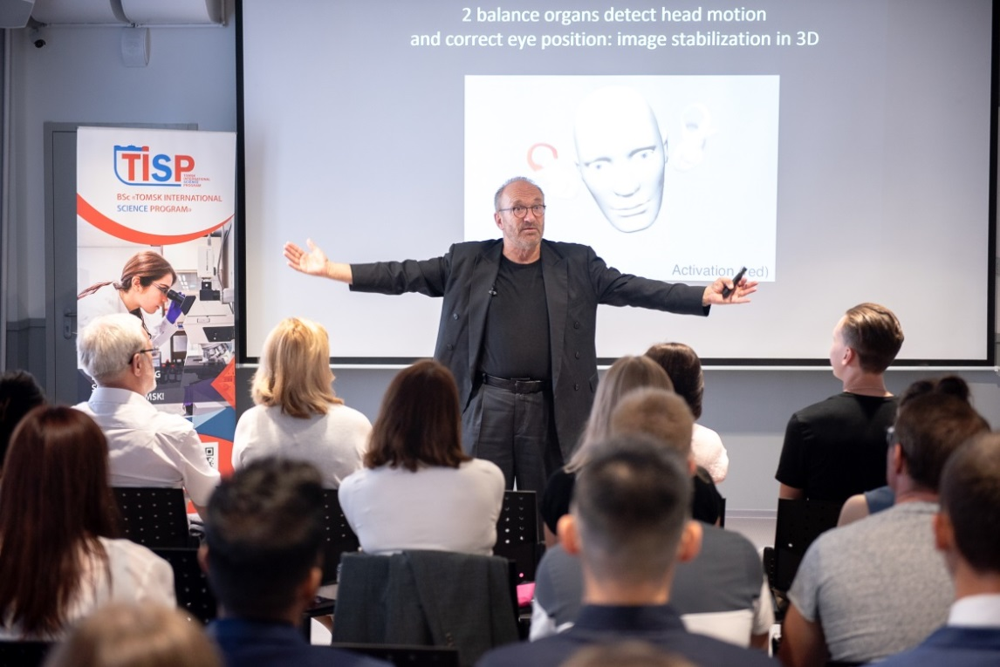 2 balance organs detect head motion
and correct eye position: image stabilization in 3D
TiSP
TOMSK
INTERNATIONAL
SCIENCE
PROGRAM
BSc «TOMSK INTERNATIONAL
SCIENCE PROGRAM»
Activation